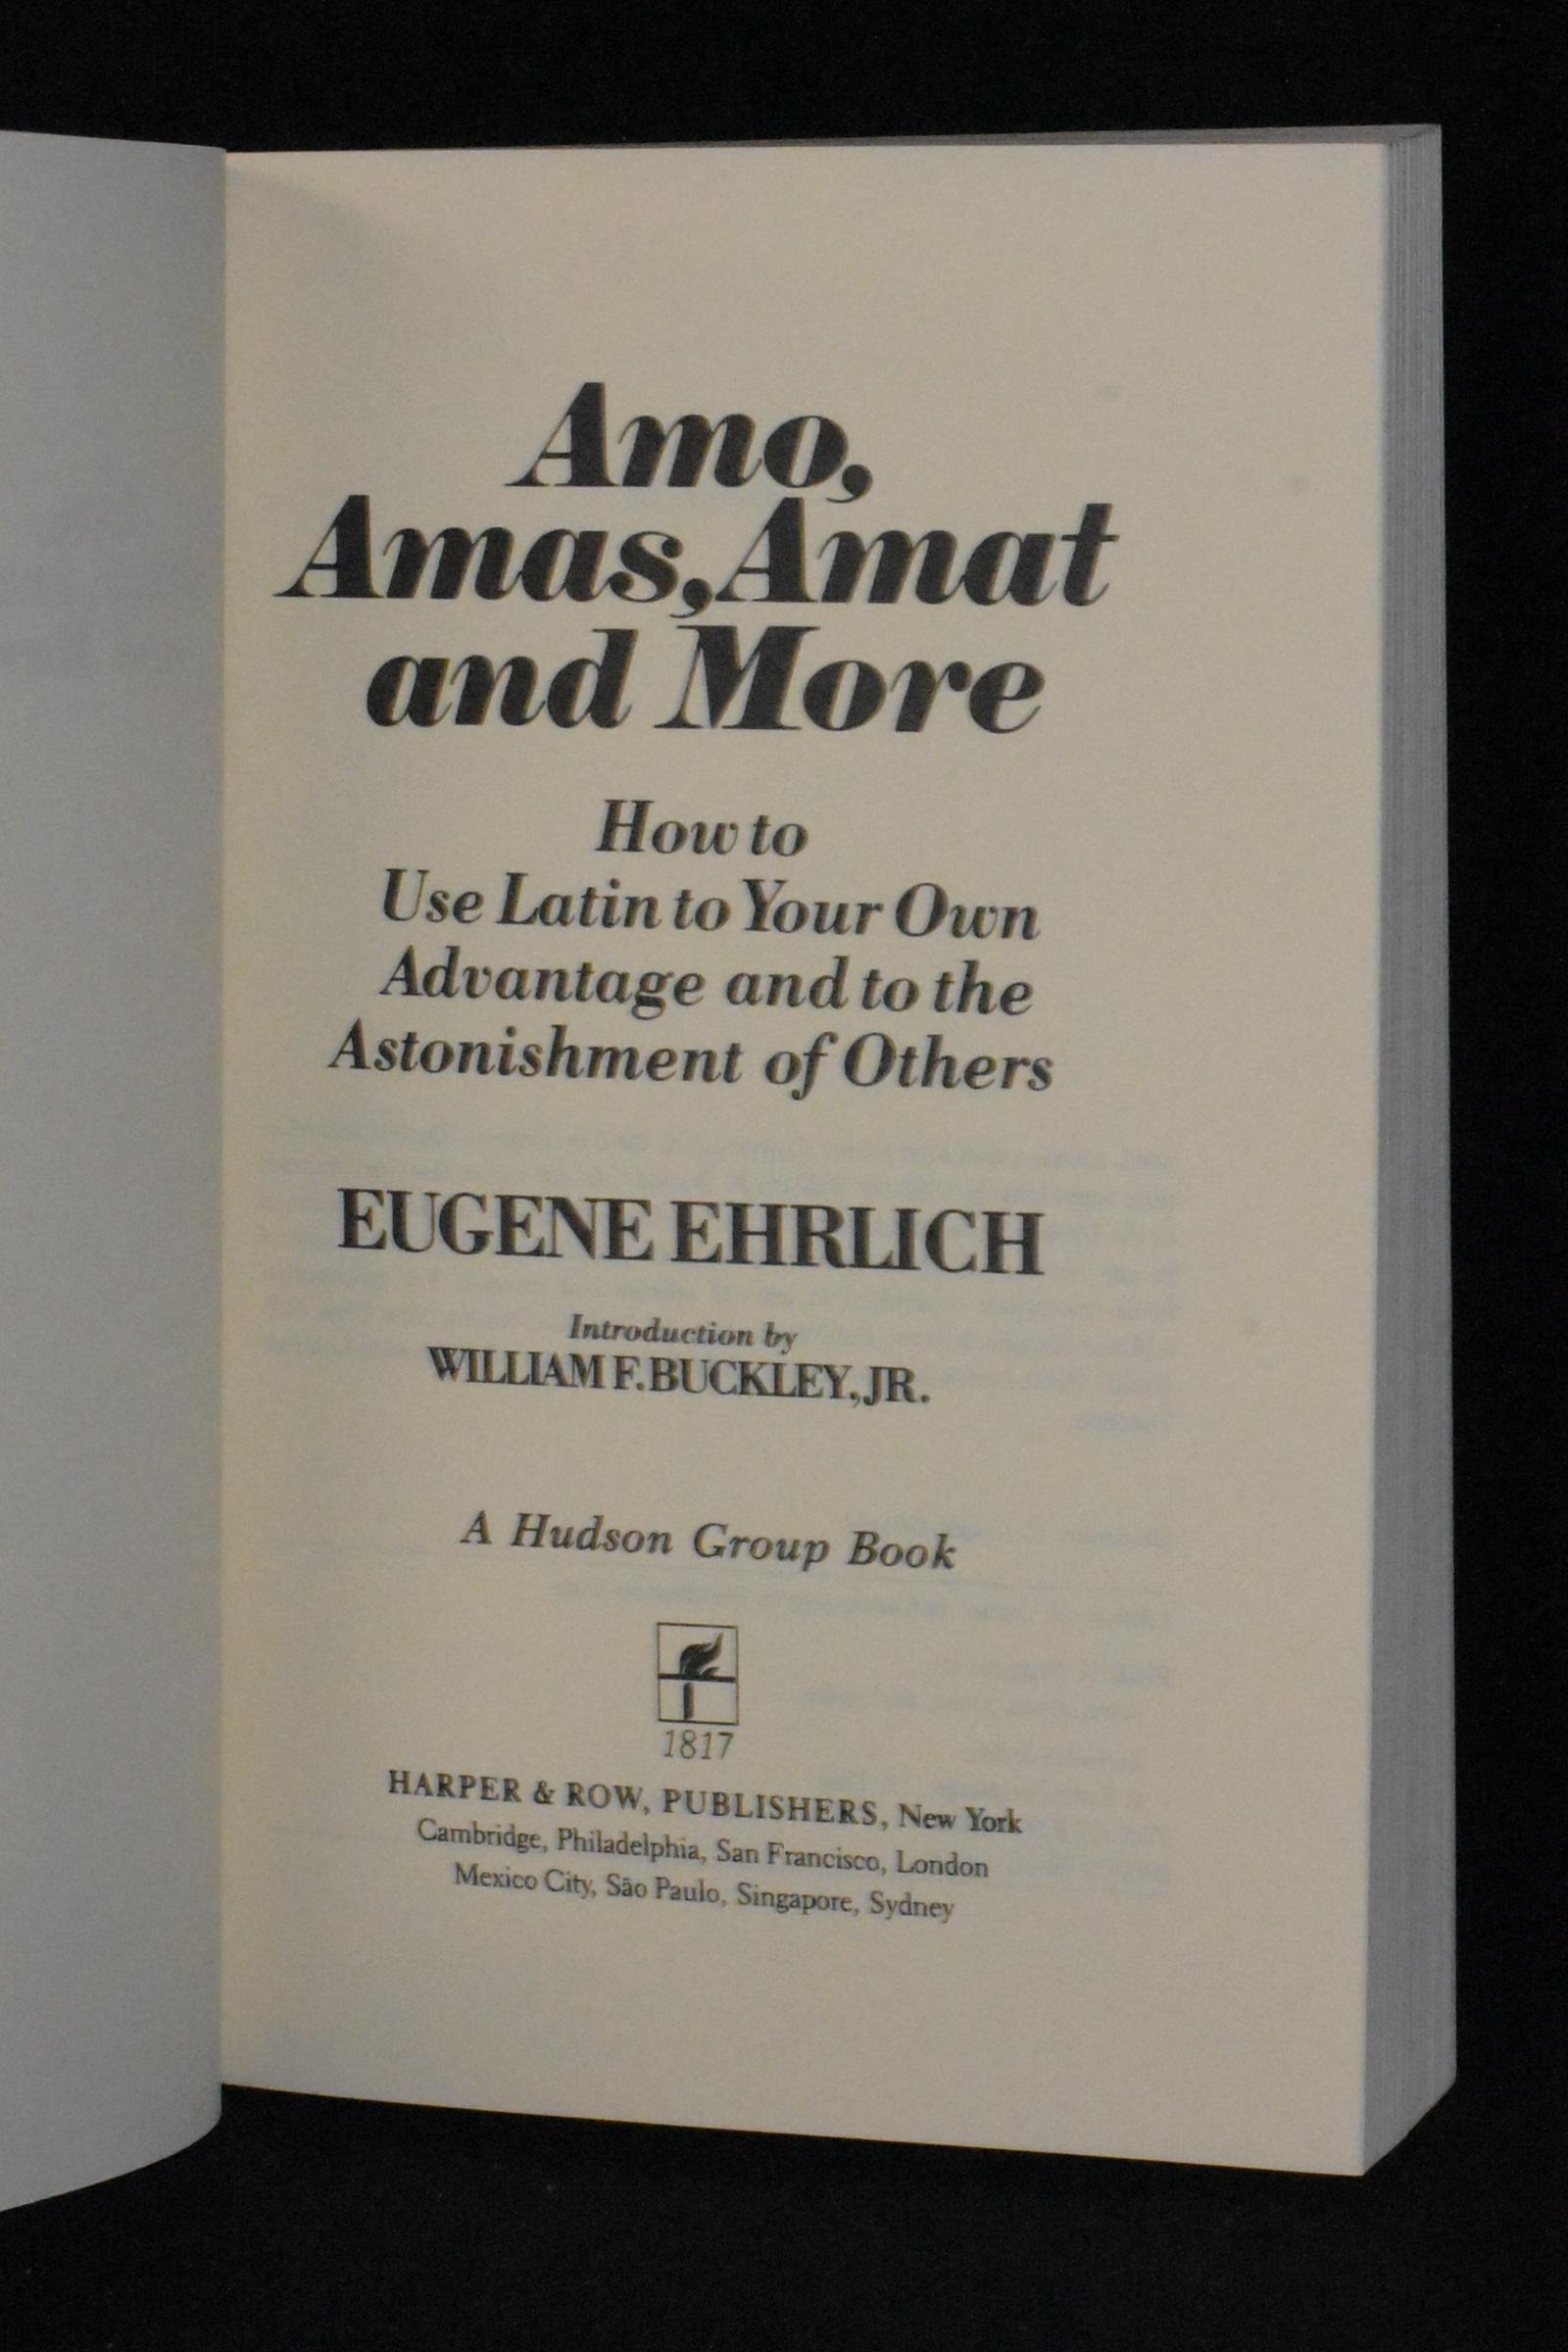 Amo,
Amas, Amat
and More
How to
Use Latin to Your Own
Advantage and to the
Astonishment of Others
EUGENE EHRLICH
Introduction by
WILLIAM F. BUCKLEY, JR.
A Hudson Group Book
1817
HARPER & ROW, PUBLISHERS, New York
Cambridge, Philadelphia, San Francisco, London
Mexico City, São Paulo, Singapore, Sydney